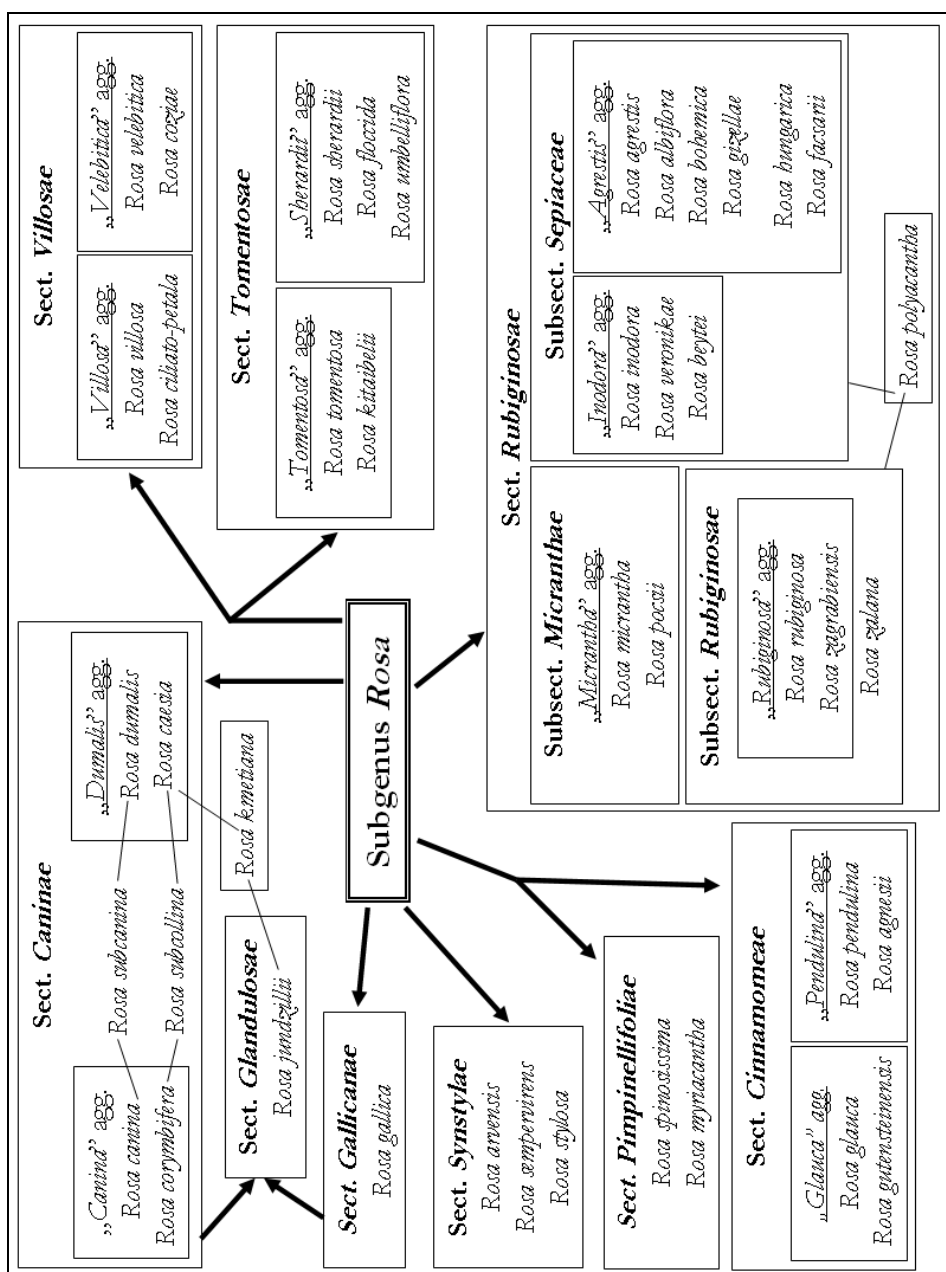 Sect. Caninae
„Canina” agg.
Rosa canina
Rosa corymbifera
Rosa subcanina
Rosa subcollina
„Dumalis” agg.
Rosa dumalis
Rosa caesia
Rosa kmetiana
Sect. Glandulosae
Rosa jundzillii
Sect. Gallicanae
Rosa gallica
Sect. Synstylae
Rosa arvensis
Rosa sempervirens
Rosa stylosa
Sect. Pimpinellifoliae
Rosa spinosissima
Rosa myriacantha
Sect. Cinnamomeae
„Glauca” agg.
Rosa glauca
Rosa gutensteinensis
„Pendulina” agg.
Rosa pendulina
Rosa agnesii
Subgenus Rosa
Sect. Villosae
„Villosa” agg.
Rosa villosa
Rosa ciliato-petala
„Velebitica” agg.
Rosa velebitica
Rosa coziae
Sect. Tomentosae
„Tomentosa” agg.
Rosa tomentosa
Rosa kitaibelii
„Sherardii” agg.
Rosa sherardii
Rosa floccida
Rosa umbelliflora
Sect. Rubiginosae
Subsect. Micranthae
„Micrantha” agg.
Rosa micrantha
Rosa pocsii
Subsect. Rubiginosae
„Rubiginosa” agg.
Rosa rubiginosa
Rosa zagrabiensis
Rosa zalana
Subsect. Sepiaceae
„Inodora” agg.
Rosa inodora
Rosa veronikae
Rosa beytei
„Agrestis” agg.
Rosa agrestis
Rosa albiflora
Rosa bohemica
Rosa gizellae
Rosa hungarica
Rosa facsarii
Rosa polyacantha